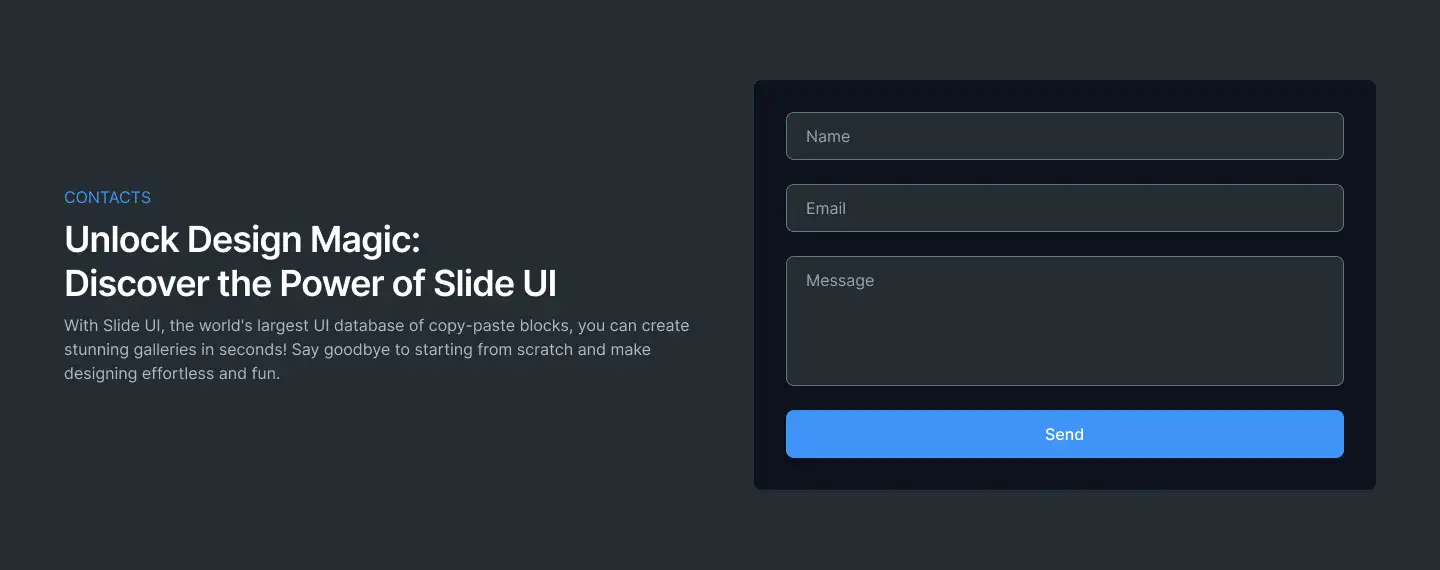 CONTACTS
Unlock Design Magic:
Discover the Power of Slide UI
With Slide UI, the world's largest UI database of copy-paste blocks, you can create
stunning galleries in seconds! Say goodbye to starting from scratch and make
designing effortless and fun.
Name
Email
Message
Send